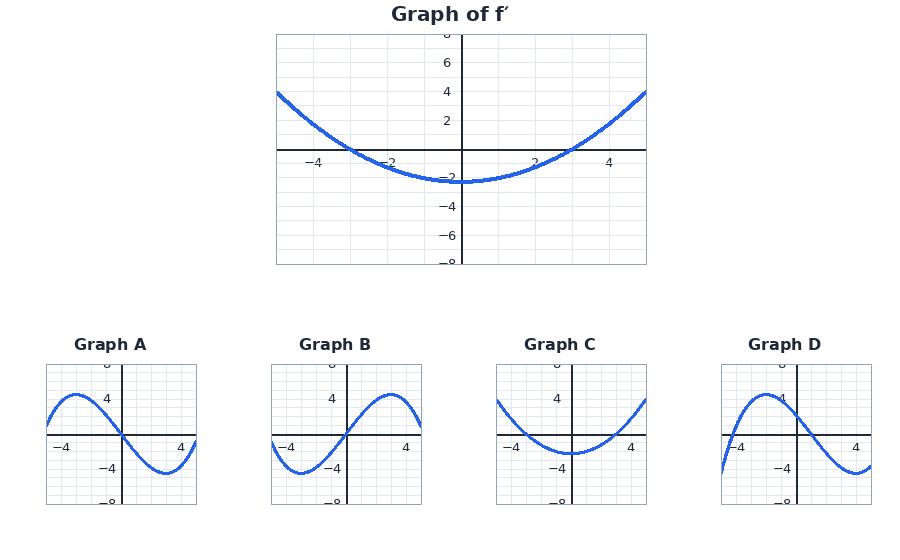 Graph of f′
8
6
4
2
−4 −2 2 4
−2
−4
−6
−8
Graph A Graph B Graph C Graph D
8 8 8 8
4 4 4 4
−4 4 −4 4 −4 4 −4 4
−4 −4 −4 −4
−8 −8 −8 −8